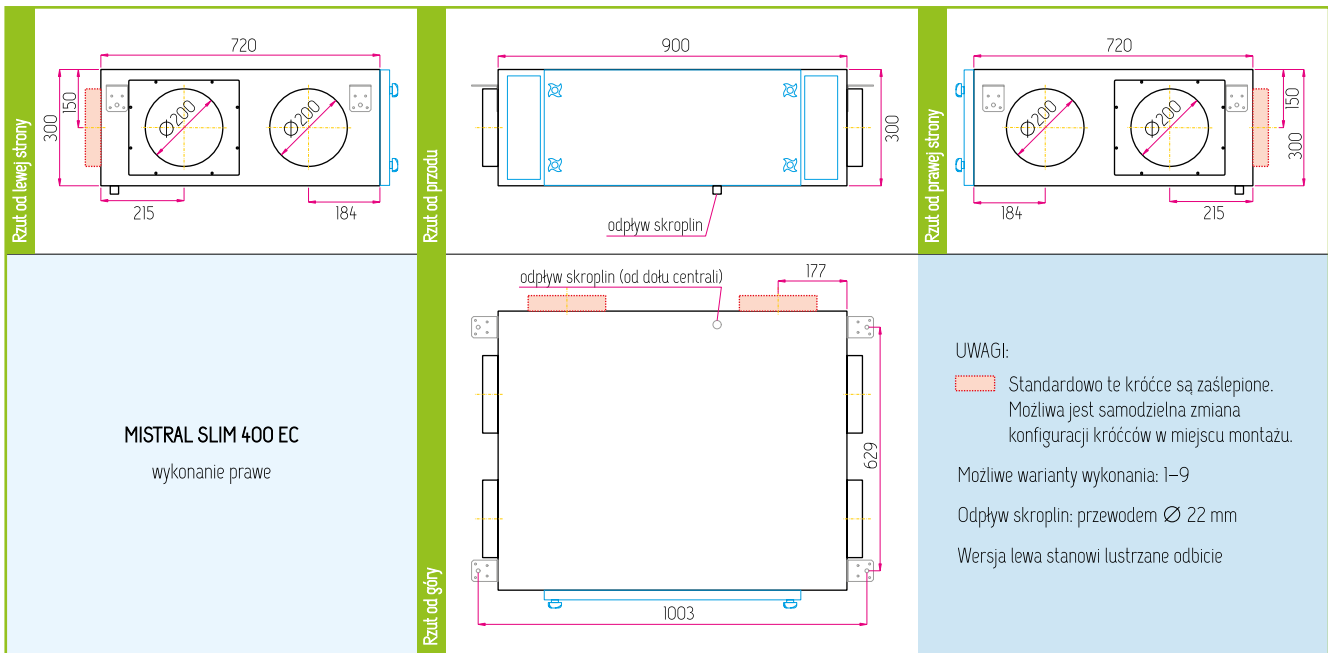 Rzut od lewej strony
720
300
150
Ø200
Ø200
215
184
Rzut od przodu
900
300
odpływ skroplin
Rzut od prawej strony
720
Ø200
Ø200
150
300
184
215
MISTRAL SLIM 400 EC
wykonanie prawe
Rzut od góry
odpływ skroplin (od dołu centrali)
177
629
1003
UWAGI:
Standardowo te króćce są zaślepione.
Możliwa jest samodzielna zmiana
konfiguracji króćców w miejscu montażu.
Możliwe warianty wykonania: 1–9
Odpływ skroplin: przewodem Ø 22 mm
Wersja lewa stanowi lustrzane odbicie